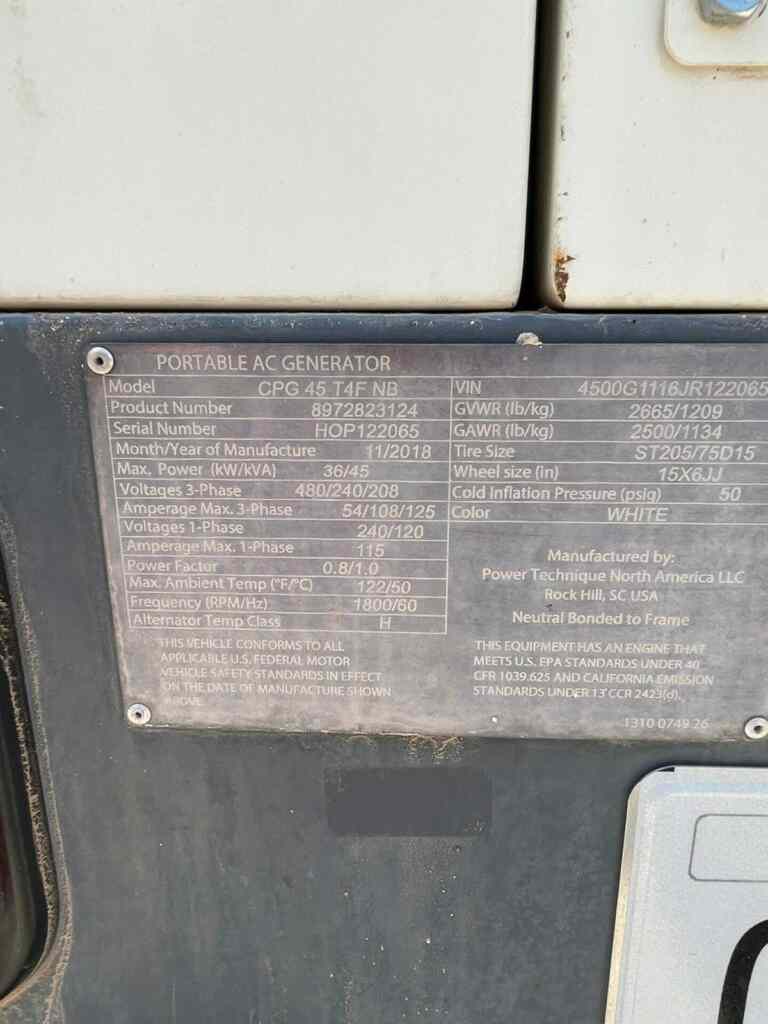 PORTABLE AC GENERATOR
Model CPG 45 T4F NB
Product Number 8972823124
Serial Number HOP122065
Month/Year of Manufacture 11/2018
Max. Power (kW/kVA) 36/45
Voltages 3-Phase 480/240/208
Amperage Max. 3-Phase 54/108/125
Voltages 1-Phase 240/120
Amperage Max. 1-Phase 115
Power Factor 0.8/1.0
Max. Ambient Temp (°F/°C) 122/50
Frequency (RPM/Hz) 1800/60
Alternator Temp Class H
THIS VEHICLE CONFORMS TO ALL
APPLICABLE U.S. FEDERAL MOTOR
VEHICLE SAFETY STANDARDS IN EFFECT
ON THE DATE OF MANUFACTURE SHOWN
ABOVE
VIN 4500G1116JR122065
GVWR (lb/kg) 2665/1209
GAWR (lb/kg) 2500/1134
Tire Size ST205/75D15
Wheel size (in) 15X6JJ
Cold Inflation Pressure (psig) 50
Color WHITE
Manufactured by:
Power Technique North America LLC
Rock Hill, SC USA
Neutral Bonded to Frame
THIS EQUIPMENT HAS AN ENGINE THAT
MEETS U.S. EPA STANDARDS UNDER 40
CFR 1039.625 AND CALIFORNIA EMISSION
STANDARDS UNDER 13 CCR 2423(d).
1310 0749 26